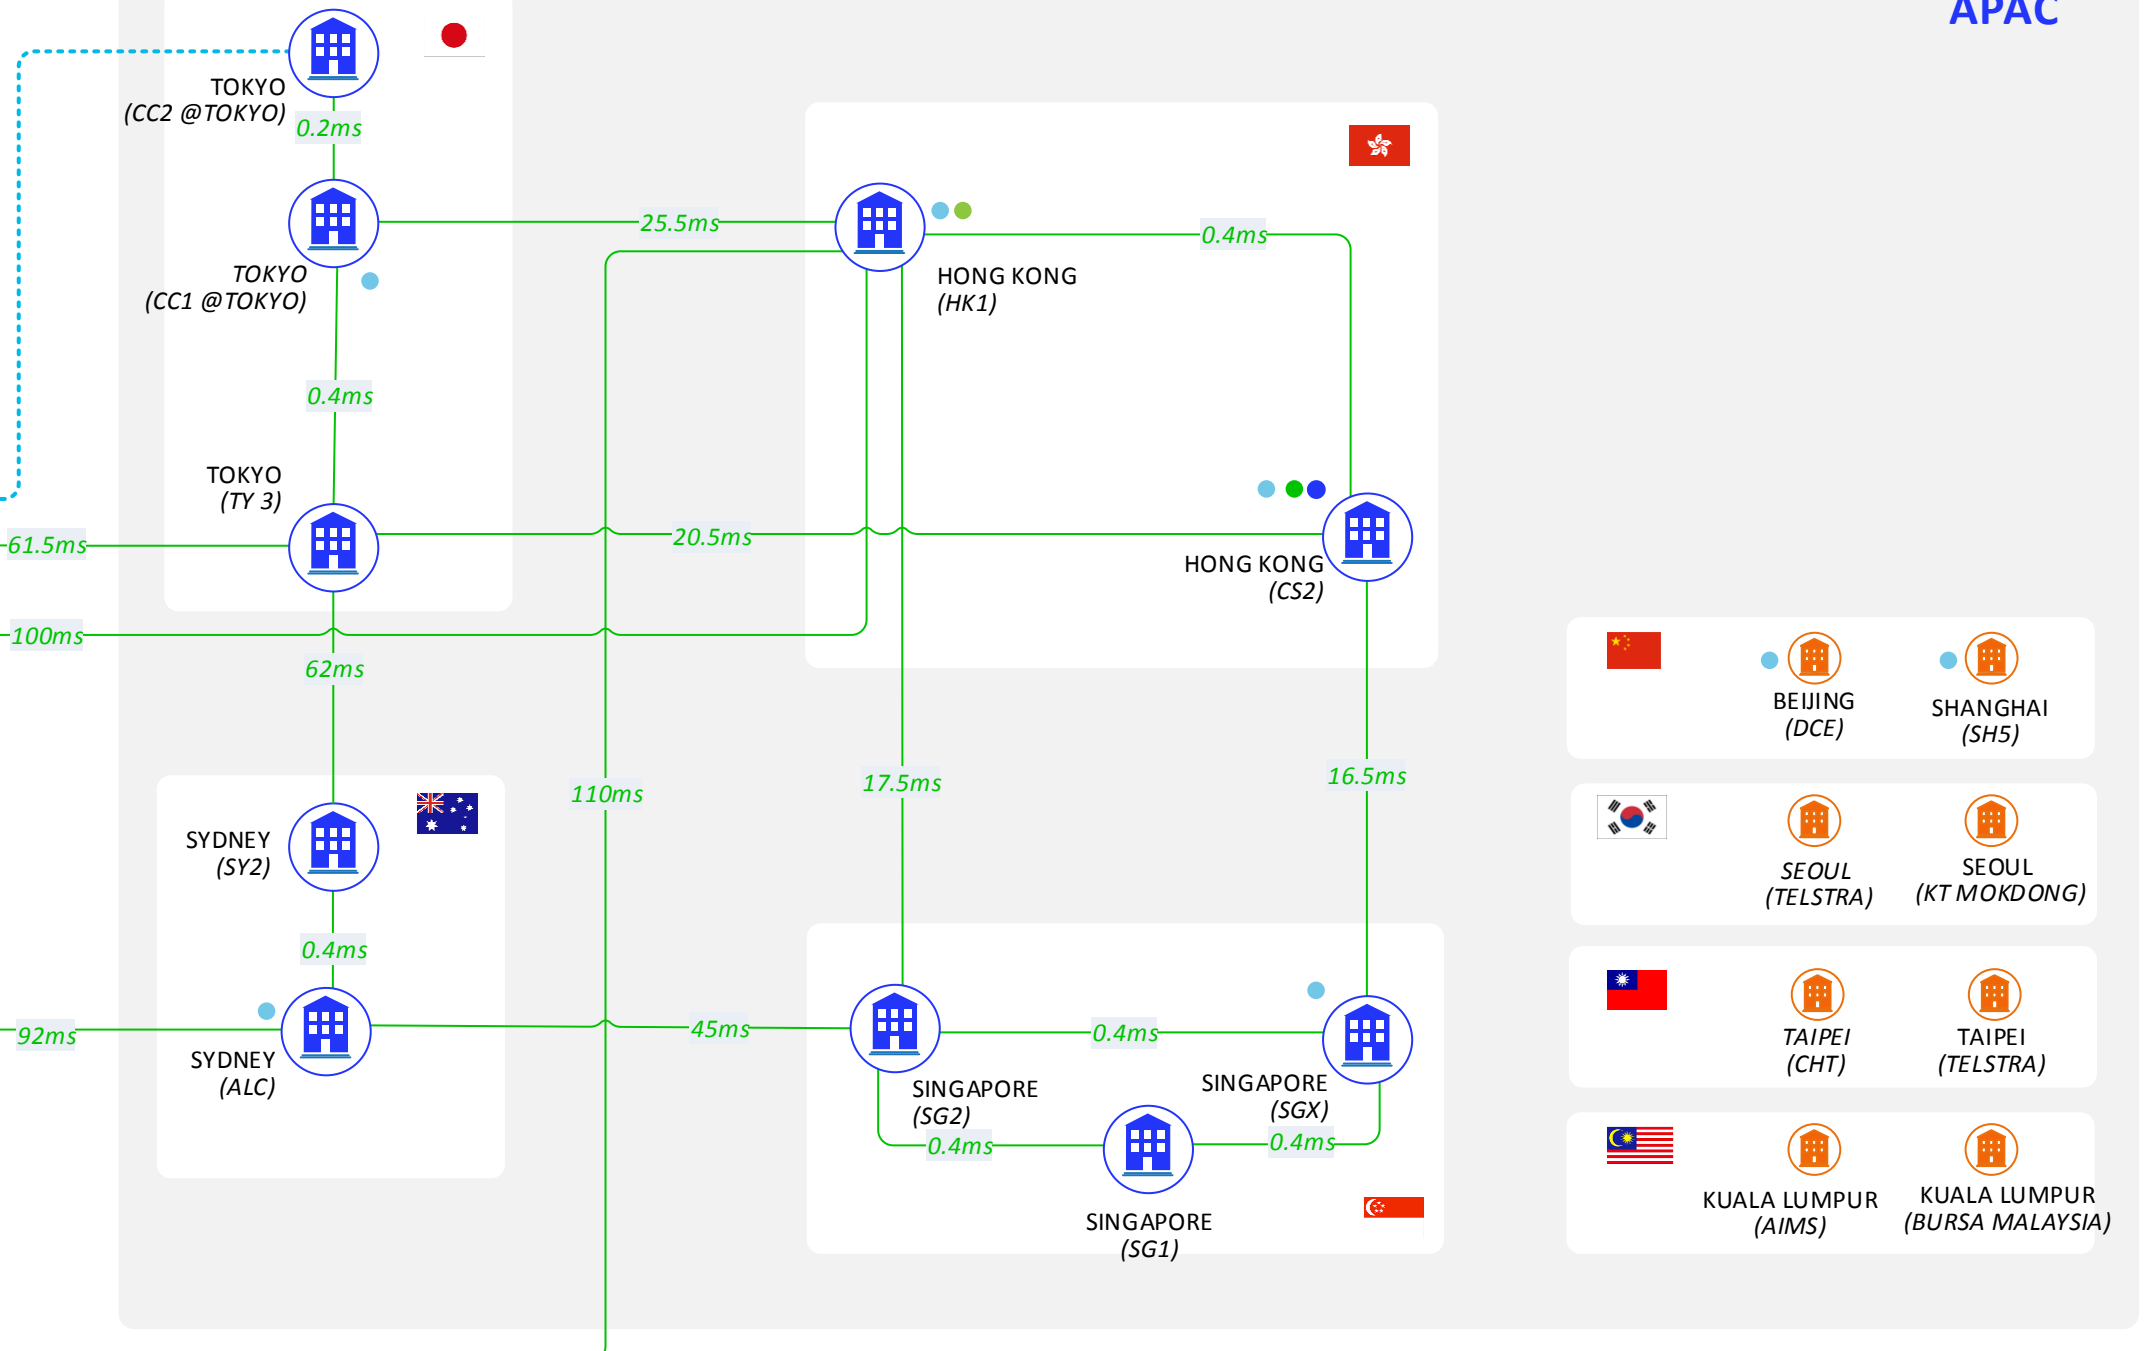 APAC
TOKYO
(CC2 @TOKYO)
0.2ms
TOKYO
(CC1 @TOKYO)
25.5ms
HONG KONG
(HK1)
0.4ms
0.4ms
TOKYO
(TY 3)
61.5ms
20.5ms
HONG KONG
(CS2)
100ms
62ms
110ms
17.5ms
16.5ms
SYDNEY
(SY2)
0.4ms
92ms
SYDNEY
(ALC)
45ms
0.4ms
SINGAPORE
(SG2)
SINGAPORE
(SGX)
0.4ms
0.4ms
SINGAPORE
(SG1)
BEIJING
(DCE)
SHANGHAI
(SH5)
SEOUL
(TELSTRA)
SEOUL
(KT MOKDONG)
TAIPEI
(CHT)
TAIPEI
(TELSTRA)
KUALA LUMPUR
(AIMS)
KUALA LUMPUR
(BURSA MALAYSIA)